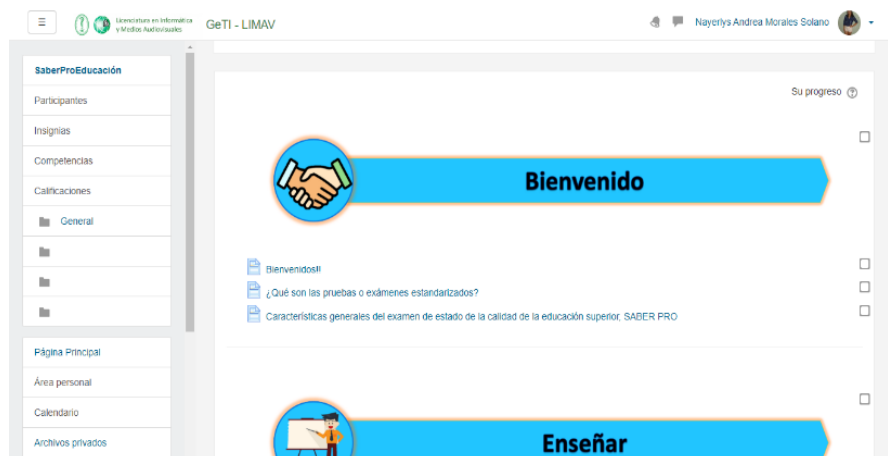 Licenciatura en Informática
y Medios Audiovisuales
GeTI - LIMAV
Nayerlys Andrea Morales Solano
SaberProEducación
Participantes
Insignias
Competencias
Calificaciones
General
Página Principal
Área personal
Calendario
Archivos privados
Su progreso
Bienvenido
Bienvenidos!!
¿Qué son las pruebas o exámenes estandarizados?
Características generales del examen de estado de la calidad de la educación superior, SABER PRO
Enseñar